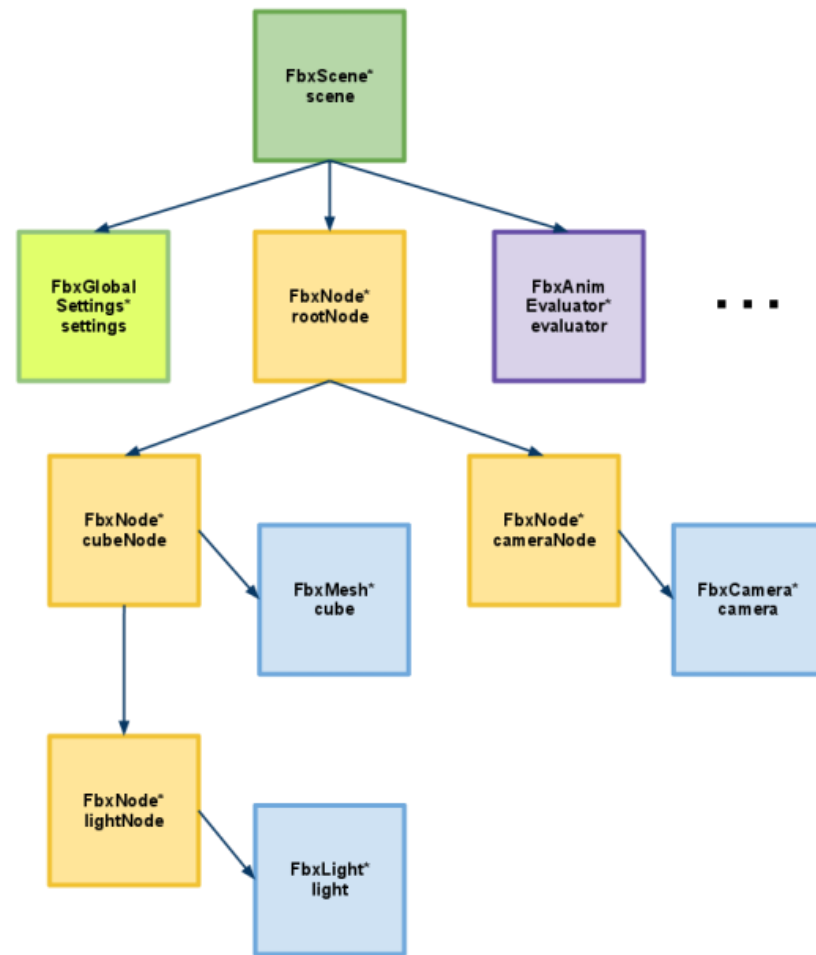 FbxScene*
scene
FbxGlobal
Settings*
settings
FbxNode*
rootNode
FbxAnim
Evaluator*
evaluator
...
FbxNode*
cubeNode
FbxMesh*
cube
FbxNode*
cameraNode
FbxCamera*
camera
FbxNode*
lightNode
FbxLight*
light